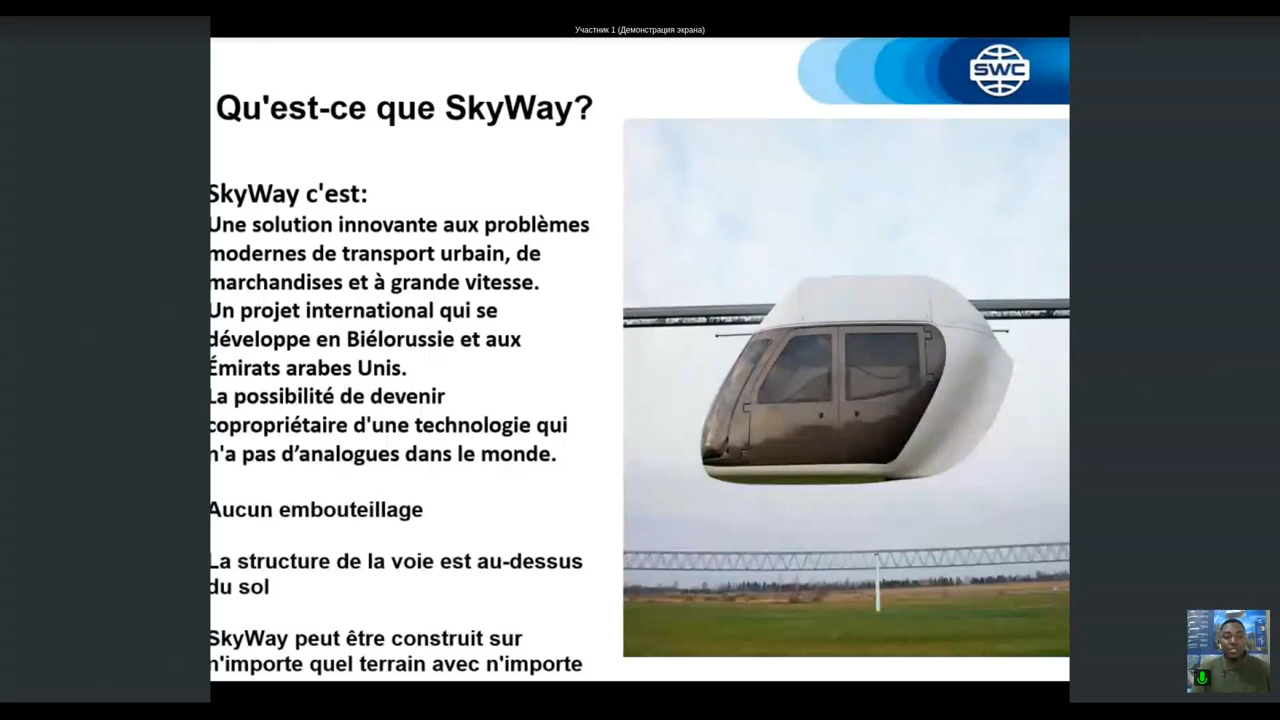 Участник 1 (Демонстрация экрана)
SWC
Qu'est-ce que SkyWay?
SkyWay c'est:
Une solution innovante aux problèmes
modernes de transport urbain, de
marchandises et à grande vitesse.
Un projet international qui se
développe en Biélorussie et aux
Émirats arabes Unis.
La possibilité de devenir
copropriétaire d'une technologie qui
n'a pas d’analogues dans le monde.
Aucun embouteillage
La structure de la voie est au-dessus
du sol
SkyWay peut être construit sur
n'importe quel terrain avec n'importe